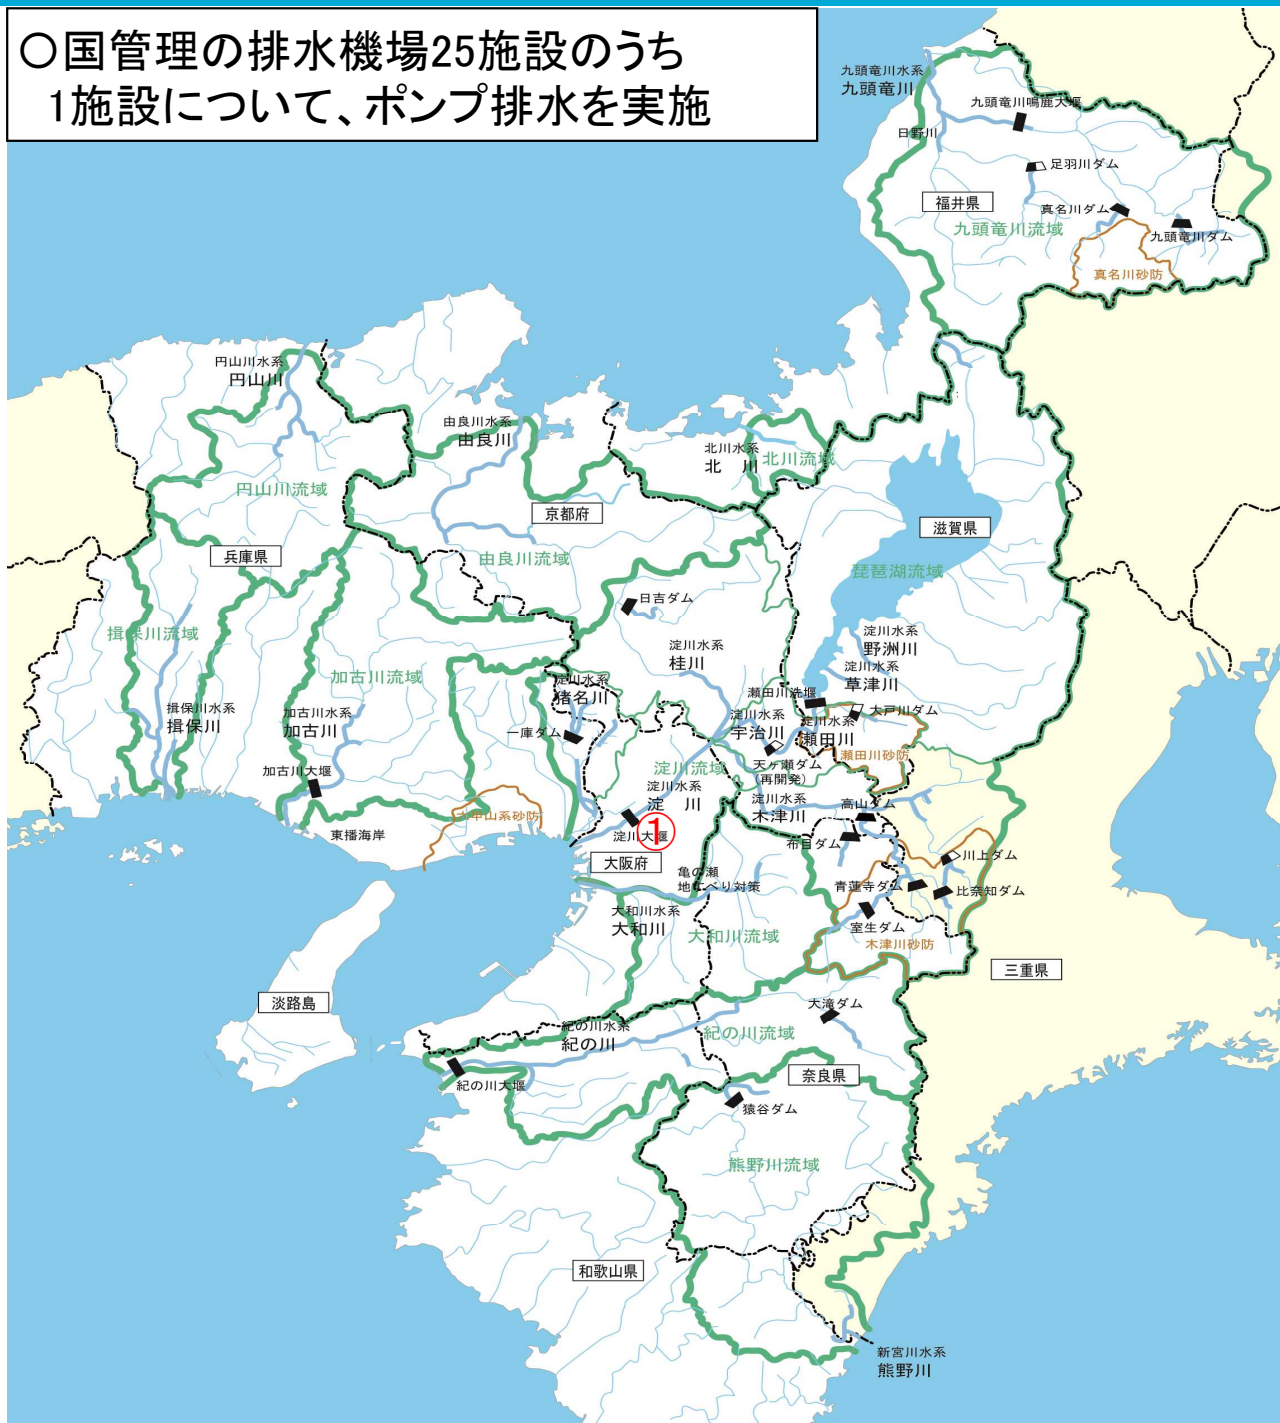 〇国管理の排水機場25施設のうち
1施設について、ポンプ排水を実施
九頭竜川水系
九頭竜川
九頭竜川鳴鹿大堰
日野川
足羽川ダム
福井県
真名川ダム
九頭竜川流域
九頭竜川ダム
真名川砂防
円山川水系
円山川
由良川水系
由良川
北川水系
北 川
北川流域
円山川流域
京都府
滋賀県
兵庫県
由良川流域
琵琶湖流域
日吉ダム
揖保川流域
淀川水系
野洲川
淀川水系
桂川
加古川流域
淀川水系
草津川
淀川水系
猪名川
瀬田川洗堰
大戸川ダム
揖保川水系
揖保川
加古川水系
加古川
淀川水系
宇治川
淀川水系
瀬田川
一庫ダム
瀬田川砂防
天ヶ瀬ダム
(再開発)
淀川流域
加古川大堰
淀川水系
淀 川
淀川水系
木津川
高山ダム
六甲山系砂防
東播海岸
①
淀川大堰
布目ダム
大阪府
川上ダム
亀の瀬
地すべり対策
青蓮寺ダム
比奈知ダム
大和川水系
大和川
室生ダム
大和川流域
木津川砂防
三重県
淡路島
大滝ダム
紀の川水系
紀の川
紀の川流域
奈良県
紀の川大堰
猿谷ダム
熊野川流域
和歌山県
新宮川水系
熊野川